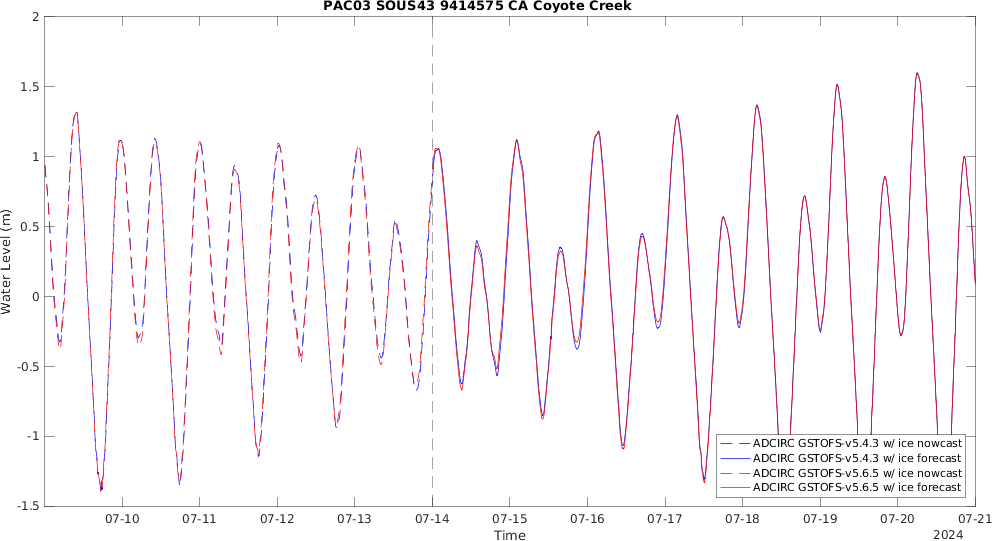 PAC03 SOUS43 9414575 CA Coyote Creek
2
1.5
1
0.5
0
-0.5
-1
-1.5
Water Level (m)
ADCIRC GSTOFS-v5.4.3 w/ ice nowcast
ADCIRC GSTOFS-v5.4.3 w/ ice forecast
ADCIRC GSTOFS-v5.6.5 w/ ice nowcast
ADCIRC GSTOFS-v5.6.5 w/ ice forecast
07-10 07-11 07-12 07-13 07-14 07-15 07-16 07-17 07-18 07-19 07-20 07-21
Time
2024